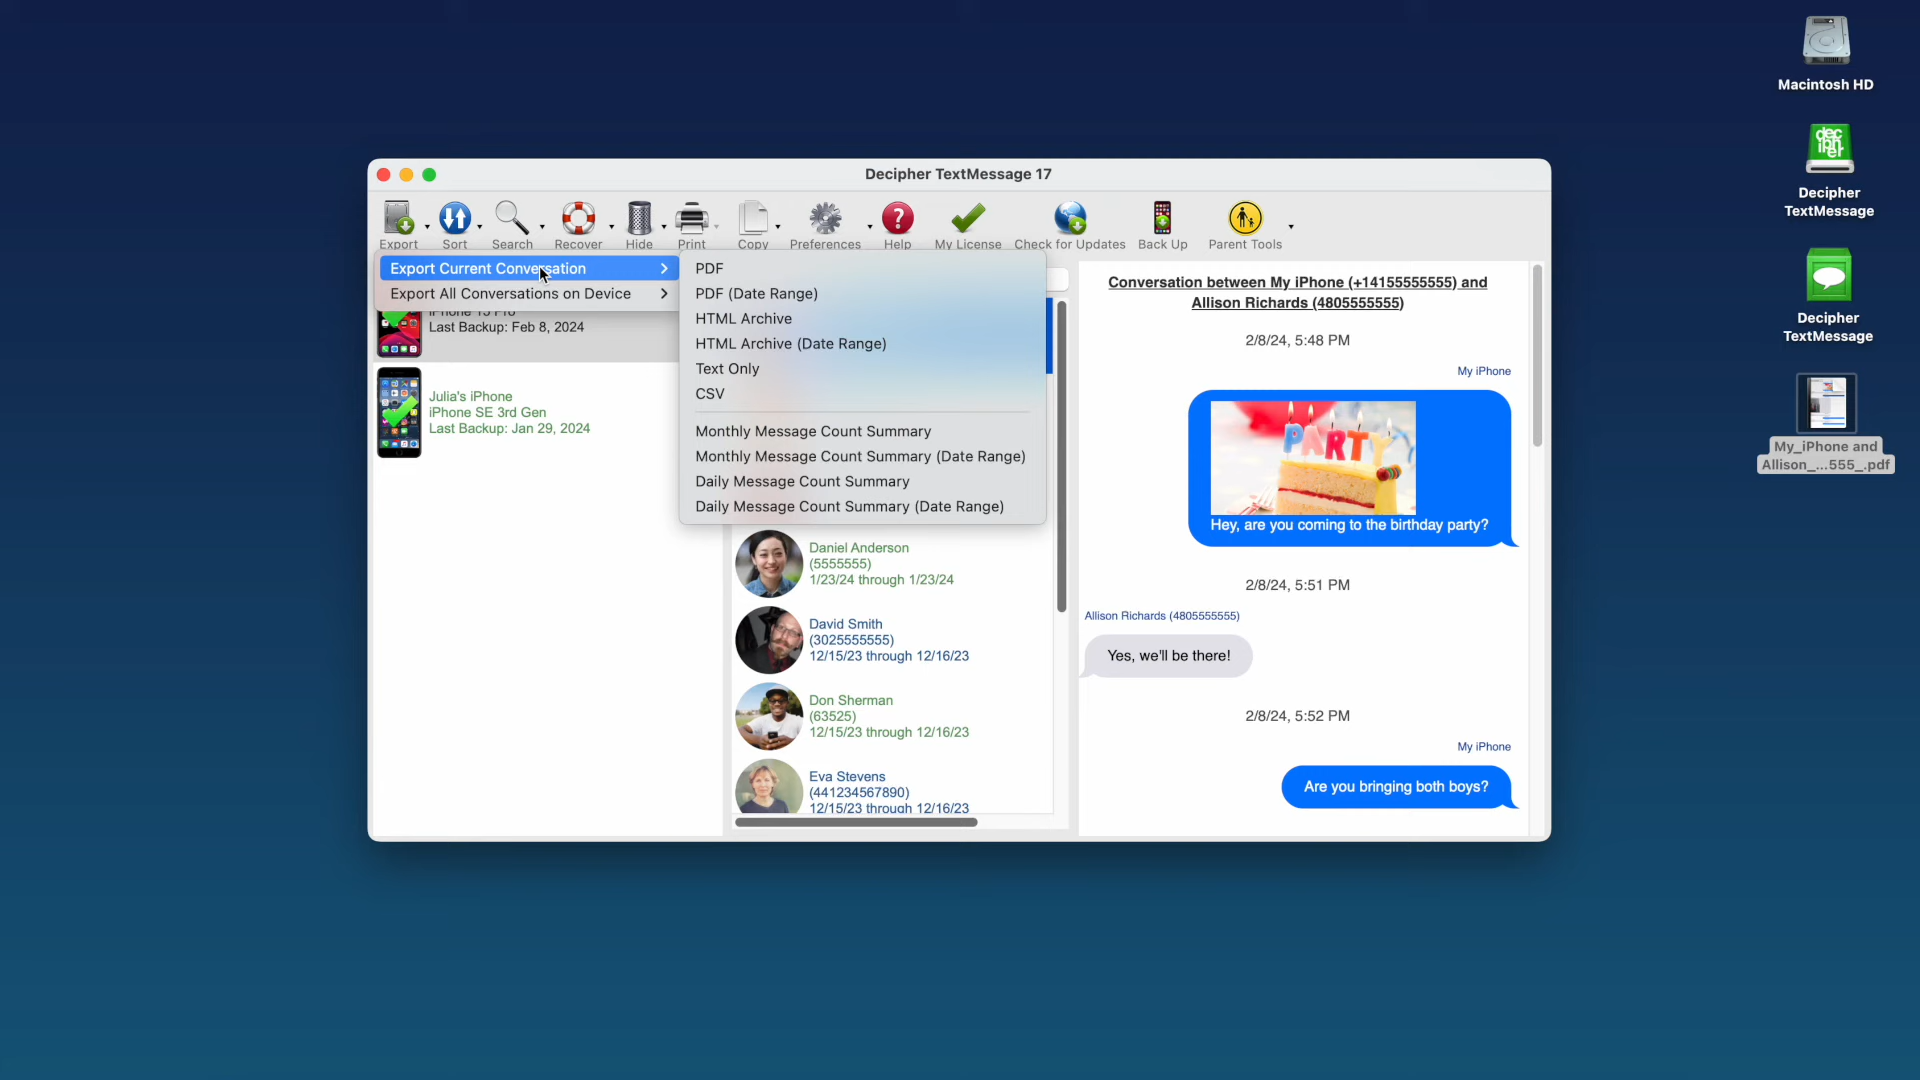 Macintosh HD
decipher
Decipher
TextMessage
Decipher
TextMessage
My_iPhone and
Allison_...555_.pdf
Decipher TextMessage 17
Export
Sort
Search
Recover
Hide
Print
Copy
Preferences
Help
My License
Check for Updates
Back Up
Parent Tools
Export Current Conversation
Export All Conversations on Device
Last Backup: Feb 8, 2024
Julia's iPhone
iPhone SE 3rd Gen
Last Backup: Jan 29, 2024
PDF
PDF (Date Range)
HTML Archive
HTML Archive (Date Range)
Text Only
CSV
Monthly Message Count Summary
Monthly Message Count Summary (Date Range)
Daily Message Count Summary
Daily Message Count Summary (Date Range)
Daniel Anderson
(5555555)
1/23/24 through 1/23/24
David Smith
(3025555555)
12/15/23 through 12/16/23
Don Sherman
(63525)
12/15/23 through 12/16/23
Eva Stevens
(441234567890)
12/15/23 through 12/16/23
Conversation between My iPhone (+14155555555) and
Allison Richards (4805555555)
2/8/24, 5:48 PM
My iPhone
PARTY
Hey, are you coming to the birthday party?
2/8/24, 5:51 PM
Allison Richards (4805555555)
Yes, we'll be there!
2/8/24, 5:52 PM
My iPhone
Are you bringing both boys?